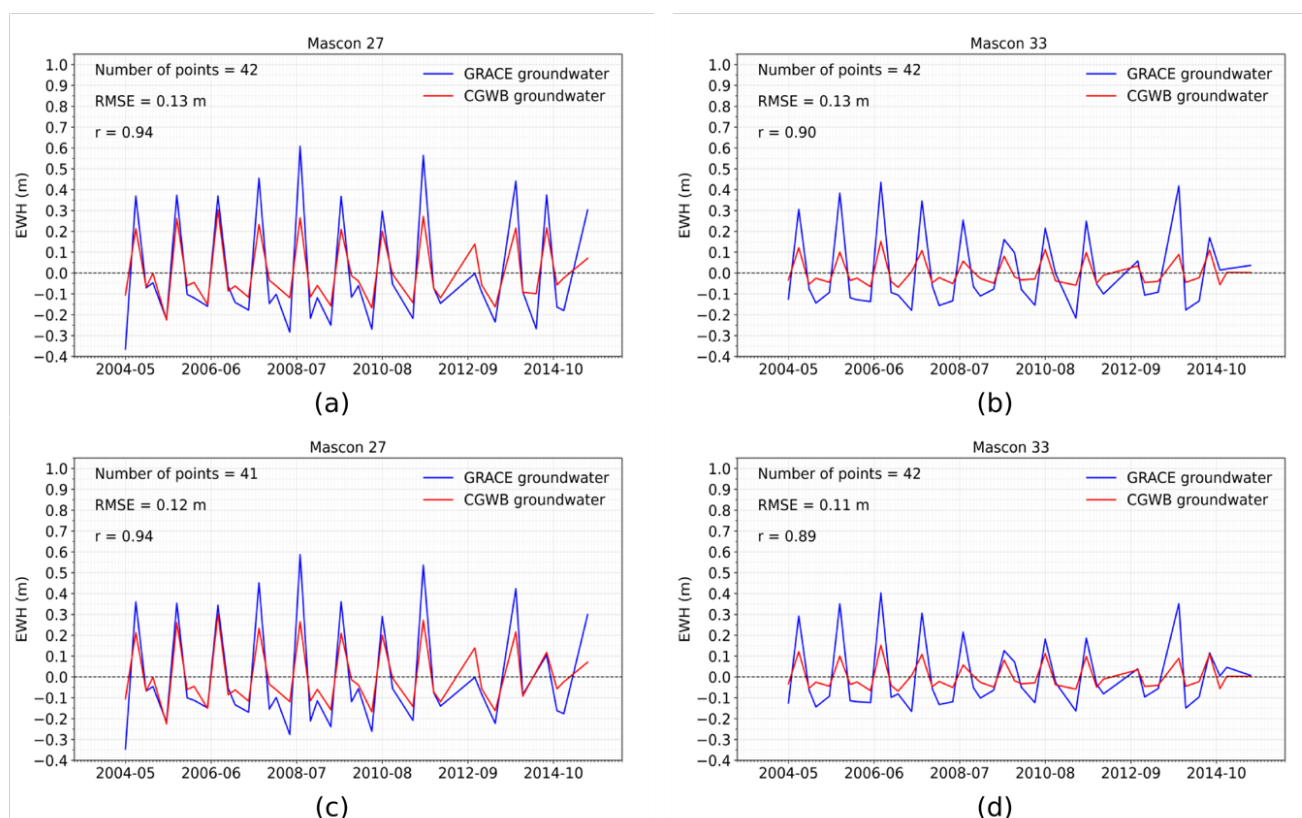 Mascon 27
Number of points = 42
RMSE = 0.13 m
r = 0.94
GRACE groundwater
CGWB groundwater
EWH (m)
1.0
0.9
0.8
0.7
0.6
0.5
0.4
0.3
0.2
0.1
0.0
−0.1
−0.2
−0.3
−0.4
2004-05 2006-06 2008-07 2010-08 2012-09 2014-10
(a)
Mascon 33
Number of points = 42
RMSE = 0.13 m
r = 0.90
GRACE groundwater
CGWB groundwater
EWH (m)
1.0
0.9
0.8
0.7
0.6
0.5
0.4
0.3
0.2
0.1
0.0
−0.1
−0.2
−0.3
−0.4
2004-05 2006-06 2008-07 2010-08 2012-09 2014-10
(b)
Mascon 27
Number of points = 41
RMSE = 0.12 m
r = 0.94
GRACE groundwater
CGWB groundwater
EWH (m)
1.0
0.9
0.8
0.7
0.6
0.5
0.4
0.3
0.2
0.1
0.0
−0.1
−0.2
−0.3
−0.4
2004-05 2006-06 2008-07 2010-08 2012-09 2014-10
(c)
Mascon 33
Number of points = 42
RMSE = 0.11 m
r = 0.89
GRACE groundwater
CGWB groundwater
EWH (m)
1.0
0.9
0.8
0.7
0.6
0.5
0.4
0.3
0.2
0.1
0.0
−0.1
−0.2
−0.3
−0.4
2004-05 2006-06 2008-07 2010-08 2012-09 2014-10
(d)